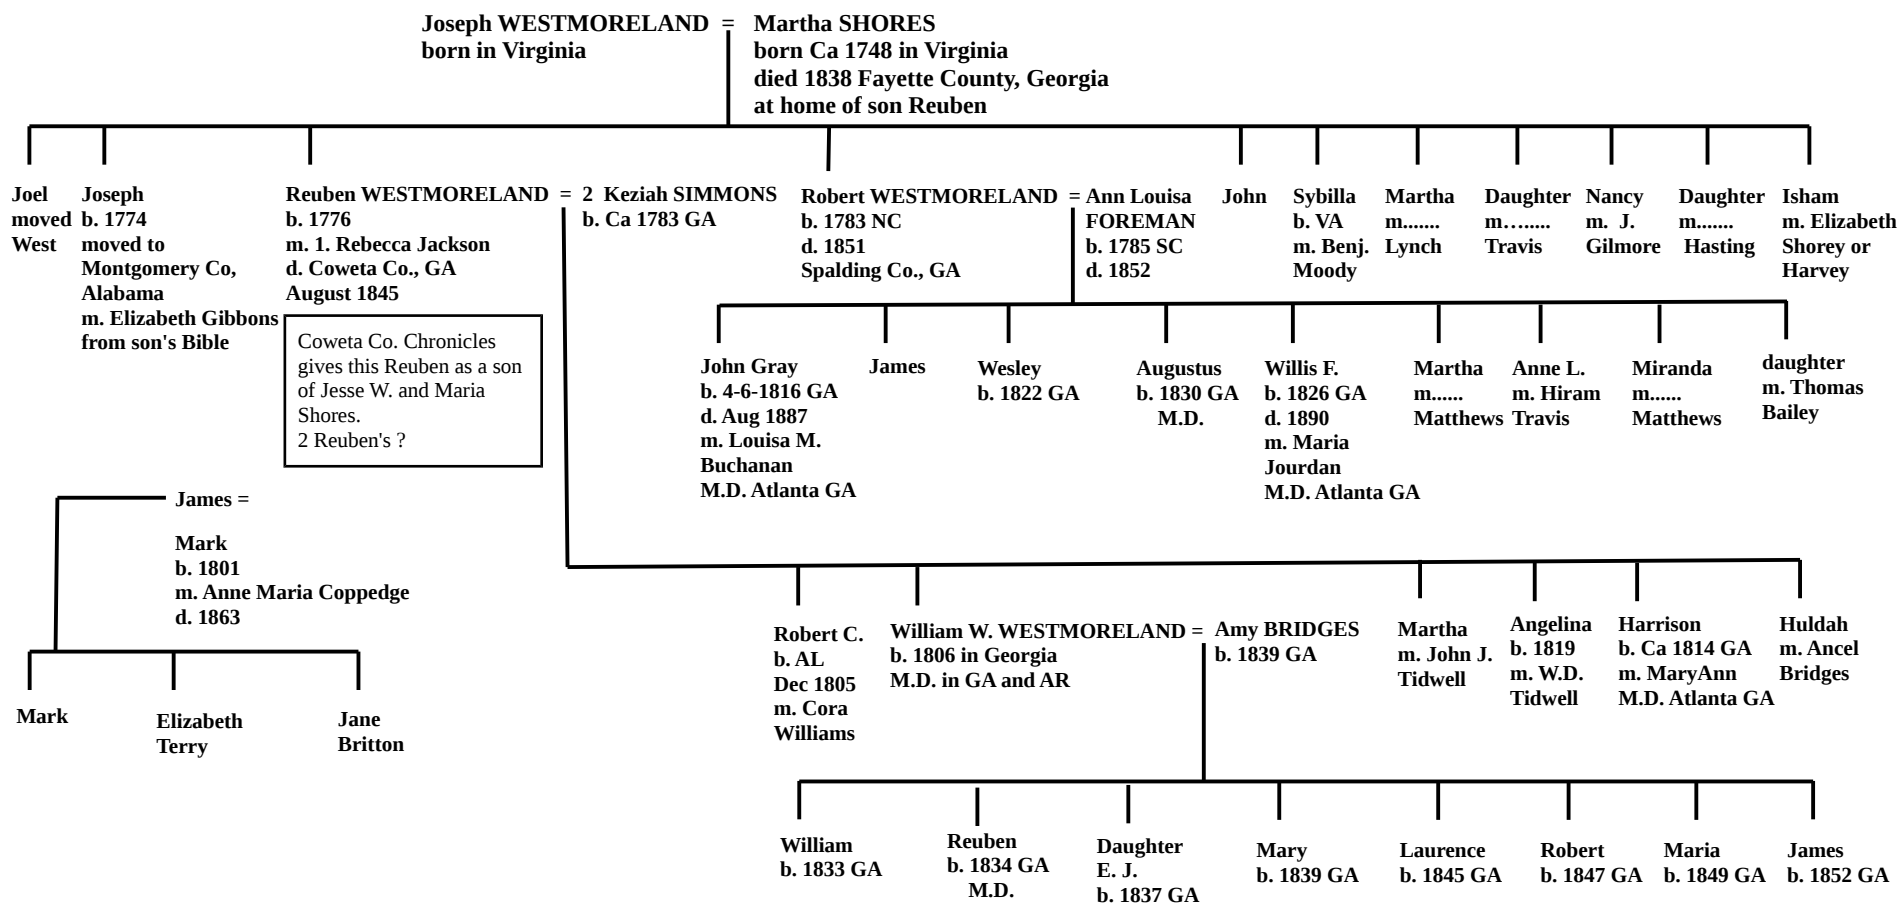 Joseph WESTMORELAND =
born in Virginia
Martha SHORES
born Ca 1748 in Virginia
died 1838 Fayette County, Georgia
at home of son Reuben
Joel
moved
West
Joseph
b. 1774
moved to
Montgomery Co,
Alabama
m. Elizabeth Gibbons
from son's Bible
Reuben WESTMORELAND =
b. 1776
m. 1. Rebecca Jackson
d. Coweta Co., GA
August 1845
2 Keziah SIMMONS
b. Ca 1783 GA
Robert WESTMORELAND =
b. 1783 NC
d. 1851
Spalding Co., GA
Ann Louisa
FOREMAN
b. 1785 SC
d. 1852
John
Sybilla
b. VA
m. Benj.
Moody
Martha
m.......
Lynch
Daughter
m….....
Travis
Nancy
m. J.
Gilmore
Daughter
m.......
Hasting
Isham
m. Elizabeth
Shorey or
Harvey
Coweta Co. Chronicles
gives this Reuben as a son
of Jesse W. and Maria
Shores.
2 Reuben's ?
John Gray
b. 4-6-1816 GA
d. Aug 1887
m. Louisa M.
Buchanan
M.D. Atlanta GA
James
Wesley
b. 1822 GA
Augustus
b. 1830 GA
M.D.
Willis F.
b. 1826 GA
d. 1890
m. Maria
Jourdan
M.D. Atlanta GA
Martha
m......
Matthews
Anne L.
m. Hiram
Travis
Miranda
m......
Matthews
daughter
m. Thomas
Bailey
James =
Mark
b. 1801
m. Anne Maria Coppedge
d. 1863
Mark
Elizabeth
Terry
Jane
Britton
Robert C.
b. AL
Dec 1805
m. Cora
Williams
William W. WESTMORELAND =
b. 1806 in Georgia
M.D. in GA and AR
Amy BRIDGES
b. 1839 GA
Martha
m. John J.
Tidwell
Angelina
b. 1819
m. W.D.
Tidwell
Harrison
b. Ca 1814 GA
m. MaryAnn
M.D. Atlanta GA
Huldah
m. Ancel
Bridges
William
b. 1833 GA
Reuben
b. 1834 GA
M.D.
Daughter
E. J.
b. 1837 GA
Mary
b. 1839 GA
Laurence
b. 1845 GA
Robert
b. 1847 GA
Maria
b. 1849 GA
James
b. 1852 GA